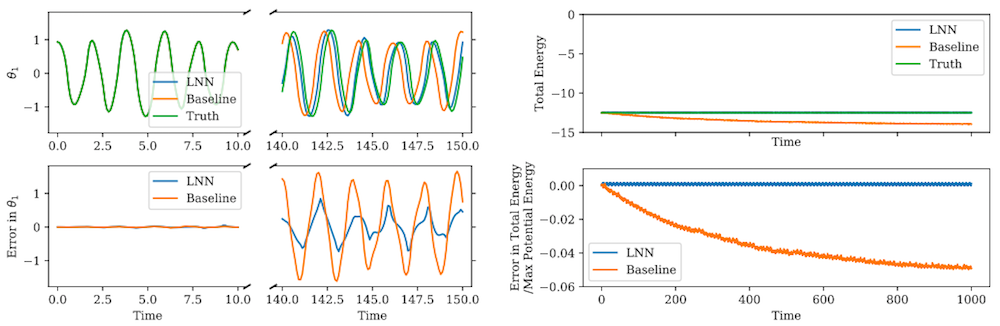 1
0
−1
θ1
LNN
Baseline
Truth
0.0 2.5 5.0 7.5 10.0
140.0 142.5 145.0 147.5 150.0
1
0
−1
Error in θ1
LNN
Baseline
0.0 2.5 5.0 7.5 10.0
140.0 142.5 145.0 147.5 150.0
Time
Time
0
−5
−10
−15
Total Energy
LNN
Baseline
Truth
Time
0.00
−0.02
−0.04
−0.06
Error in Total Energy
/Max Potential Energy
LNN
Baseline
0 200 400 600 800 1000
Time